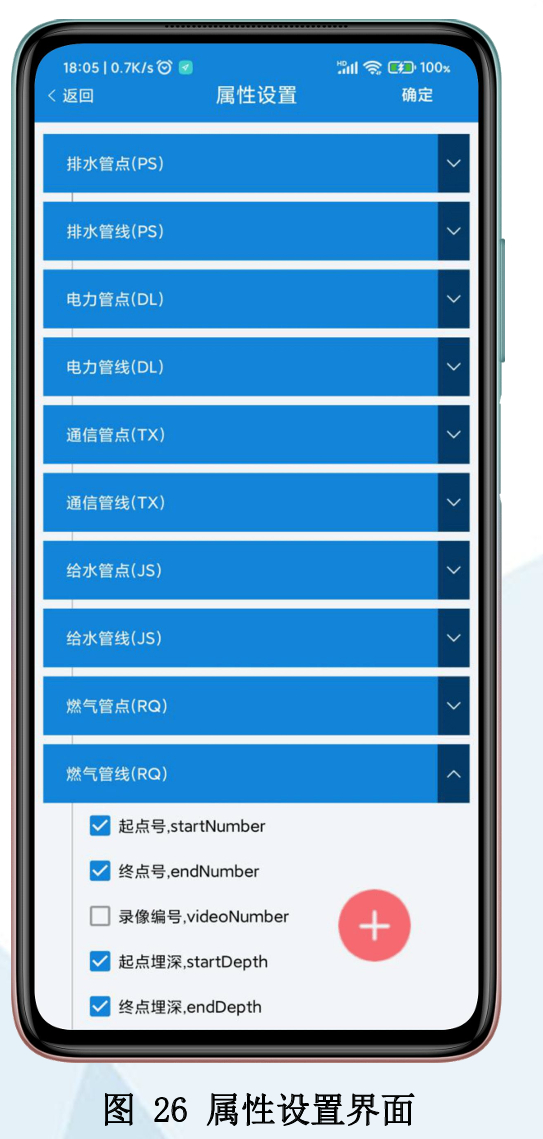 18:05 | 0.7K/s
HD 100%
返回 属性设置 确定
排水管点(PS)
排水管线(PS)
电力管点(DL)
电力管线(DL)
通信管点(TX)
通信管线(TX)
给水管点(JS)
给水管线(JS)
燃气管点(RQ)
燃气管线(RQ)
起点号,startNumber
终点号,endNumber
录像编号,videoNumber
起点埋深,startDepth
终点埋深,endDepth
图 26 属性设置界面